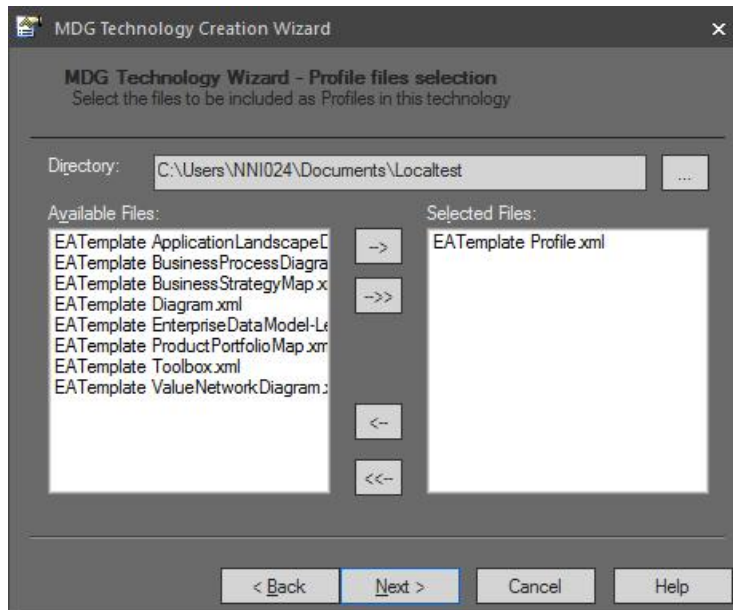 MDG Technology Creation Wizard
MDG Technology Wizard - Profile files selection
Select the files to be included as Profiles in this technology
Directory:
C:\Users\NNI024\Documents\Localtest
...
Available Files:
EATemplate ApplicationLandscapeD
EATemplate BusinessProcessDiagra
EATemplate BusinessStrategyMap.x
EATemplate Diagram.xml
EATemplate EnterpriseDataModel-Le
EATemplate ProductPortfolioMap.xm
EATemplate Toolbox.xml
EATemplate ValueNetworkDiagram.x
-->
-->>
<--
<<--
Selected Files:
EATemplate Profile.xml
< Back
Next >
Cancel
Help